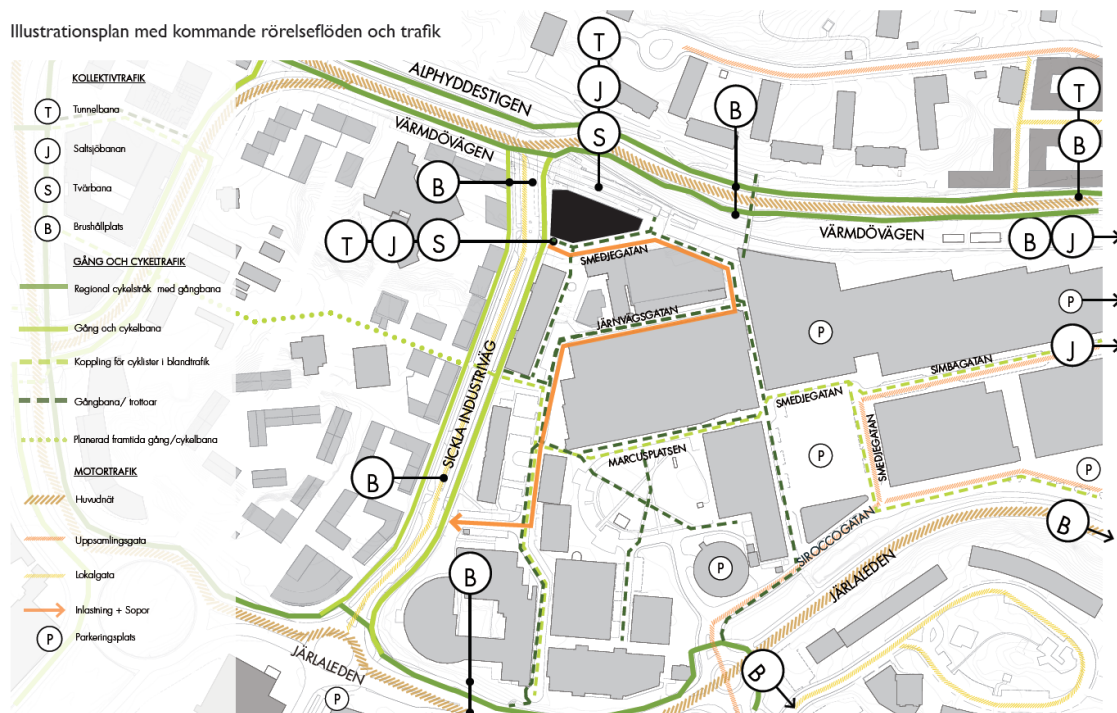 Illustrationsplan med kommande rörelseflöden och trafik
KOLLEKTIVTRAFIK
T Tunnelbana
J Saltsjöbanan
S Tvärbana
B Brushållplats
GÅNG OCH CYKELTRAFIK
Regional cykelstråk med gångbana
Gång och cykelbana
Koppling för cyklister i blandtrafik
Gångbana/ trottoar
Planerad framtida gång/cykelbana
MOTORTRAFIK
Huvudnät
Uppsamlingsgata
Lokalgata
Inlastning + Sopor
P Parkeringsplats
ALPHYDDESTIGEN
VÄRMDÖVÄGEN
T
J
S
B
T
B
B
T J S
VÄRMDÖVÄGEN
B J
SMEDJEGATAN
JÄRNVÄGSGATAN
P
P
J
SIMBAGATAN
SICKLA INDUSTRIVÄG
SMEDJEGATAN
SMEDJEGATAN
MARCUSPLATSEN
P
P
B
B
SIROCCOGATAN
P
B
JÄRLALEDEN
JÄRLALEDEN
B
P